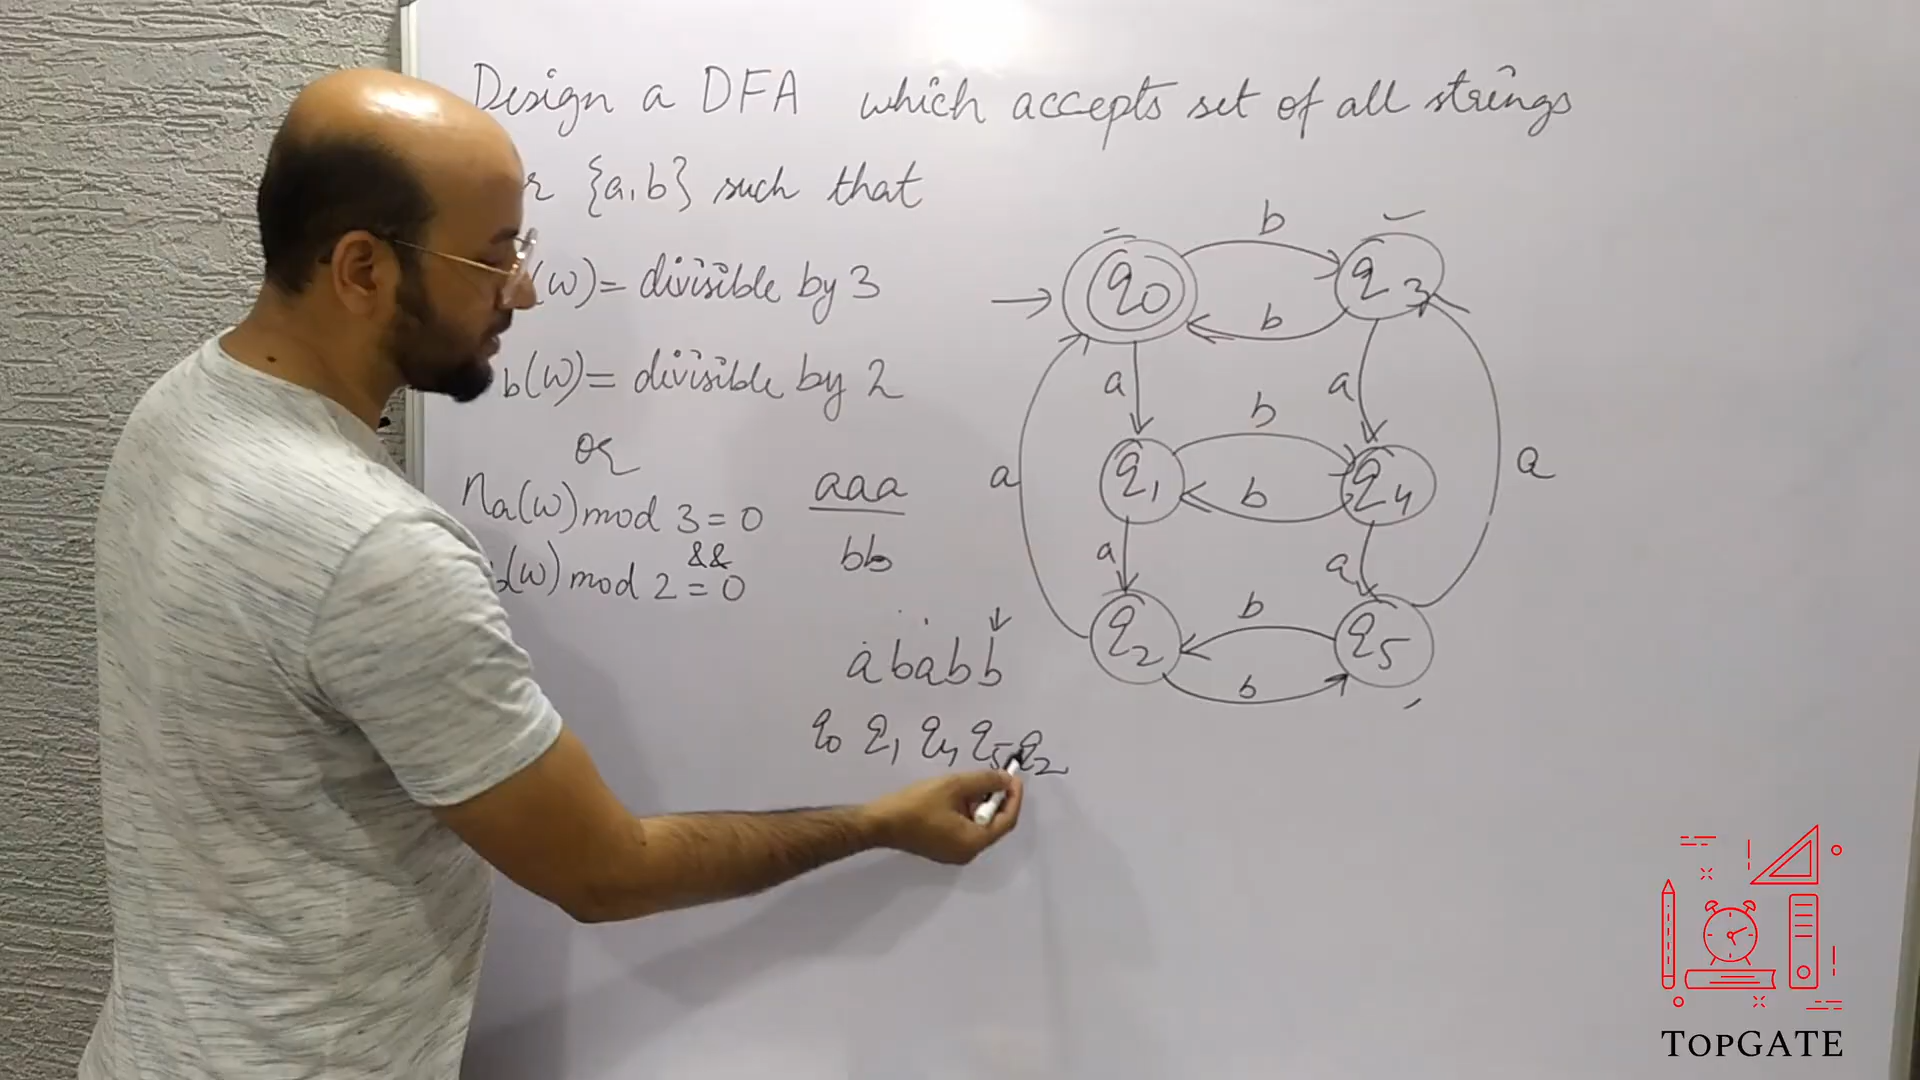 Design a DFA which accepts set of all strings
{a,b} such that
(w)= divisible by 3
b(w)= divisible by 2
or
na(w) mod 3 = 0
&&
b(w) mod 2 = 0
aaa
bb
ababb
q0 q1 q4 q5 q2
b
q0 q3
b
a a
b
q1 q4
a b a
a a
b
q2 q5
b
TOPGATE